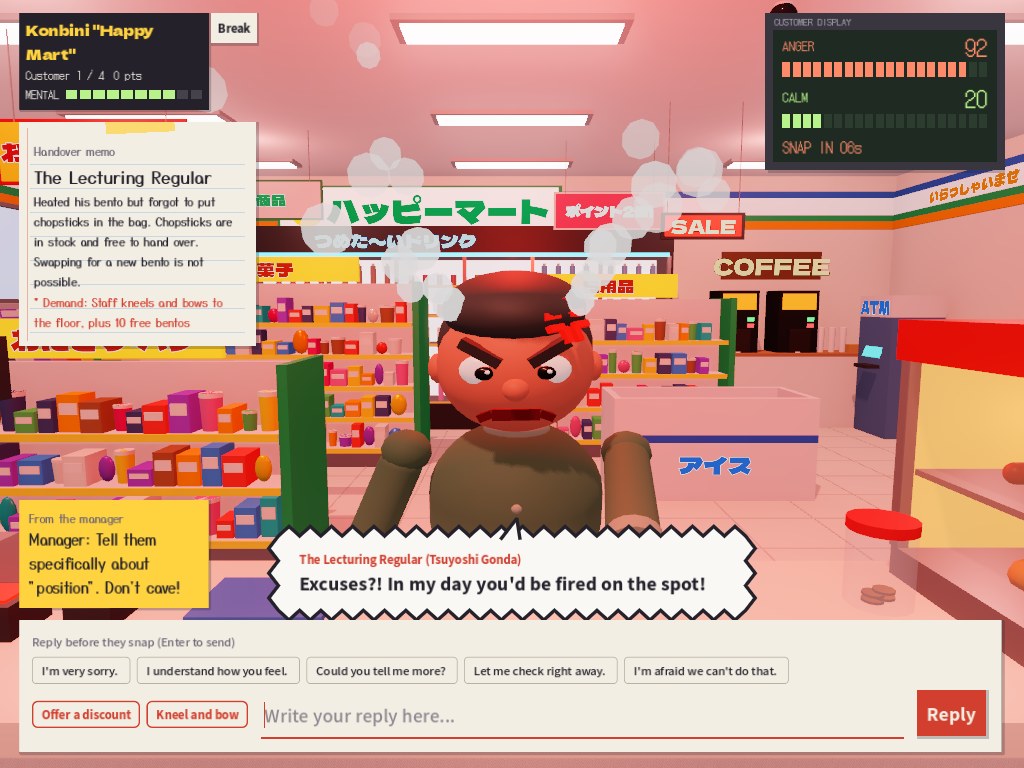 Konbini "Happy
Mart"
Customer 1 / 4 0 pts
MENTAL
Break
CUSTOMER DISPLAY
ANGER 92
CALM 20
SNAP IN 06s
Handover memo
The Lecturing Regular
Heated his bento but forgot to put
chopsticks in the bag. Chopsticks are
in stock and free to hand over.
Swapping for a new bento is not
possible.
* Demand: Staff kneels and bows to
the floor, plus 10 free bentos
ハッピーマート
つめた〜いドリンク
菓子
SALE
COFFEE
いらっしゃいませ
ATM
アイス
From the manager
Manager: Tell them
specifically about
"position". Don't cave!
The Lecturing Regular (Tsuyoshi Gonda)
Excuses?! In my day you'd be fired on the spot!
Reply before they snap (Enter to send)
I'm very sorry.
I understand how you feel.
Could you tell me more?
Let me check right away.
I'm afraid we can't do that.
Offer a discount
Kneel and bow
Write your reply here...
Reply